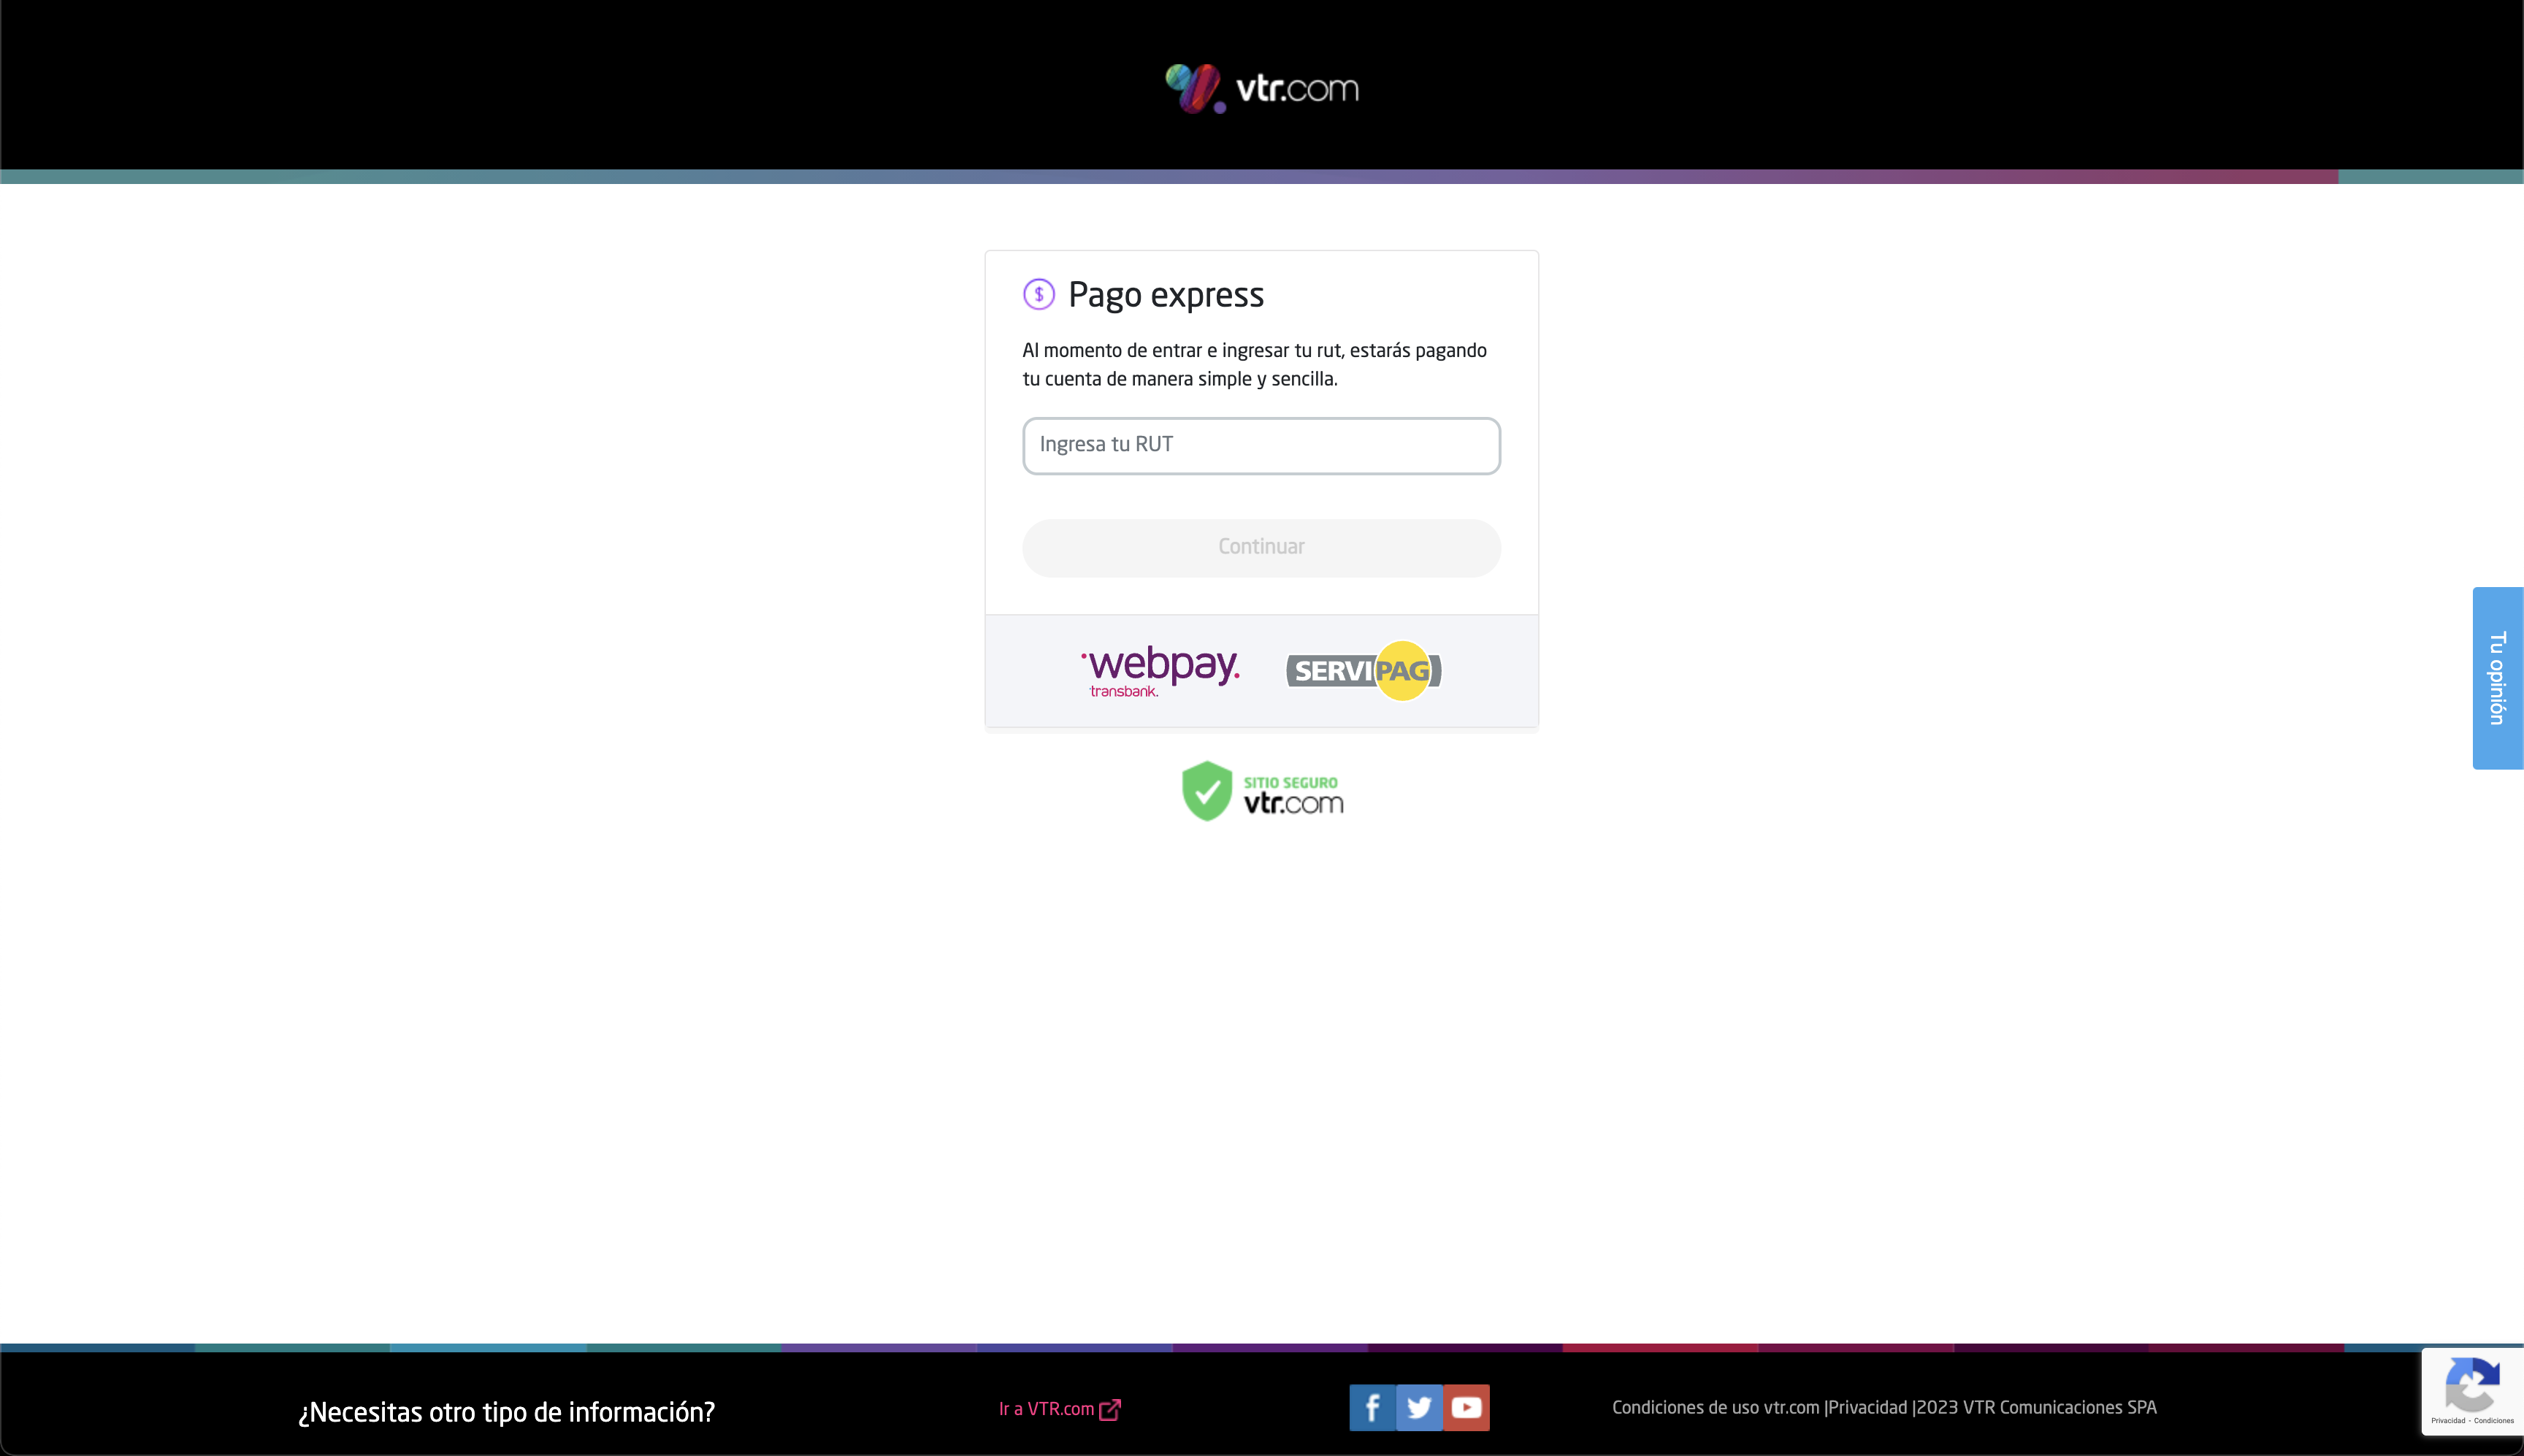 vtr.com
$ Pago express
Al momento de entrar e ingresar tu rut, estarás pagando
tu cuenta de manera simple y sencilla.
Ingresa tu RUT
Continuar
webpay.
transbank.
SERVIPAG
Tu opinión
SITIO SEGURO
vtr.com
¿Necesitas otro tipo de información?
Ir a VTR.com
Condiciones de uso vtr.com |Privacidad |2023 VTR Comunicaciones SPA
Privacidad - Condiciones